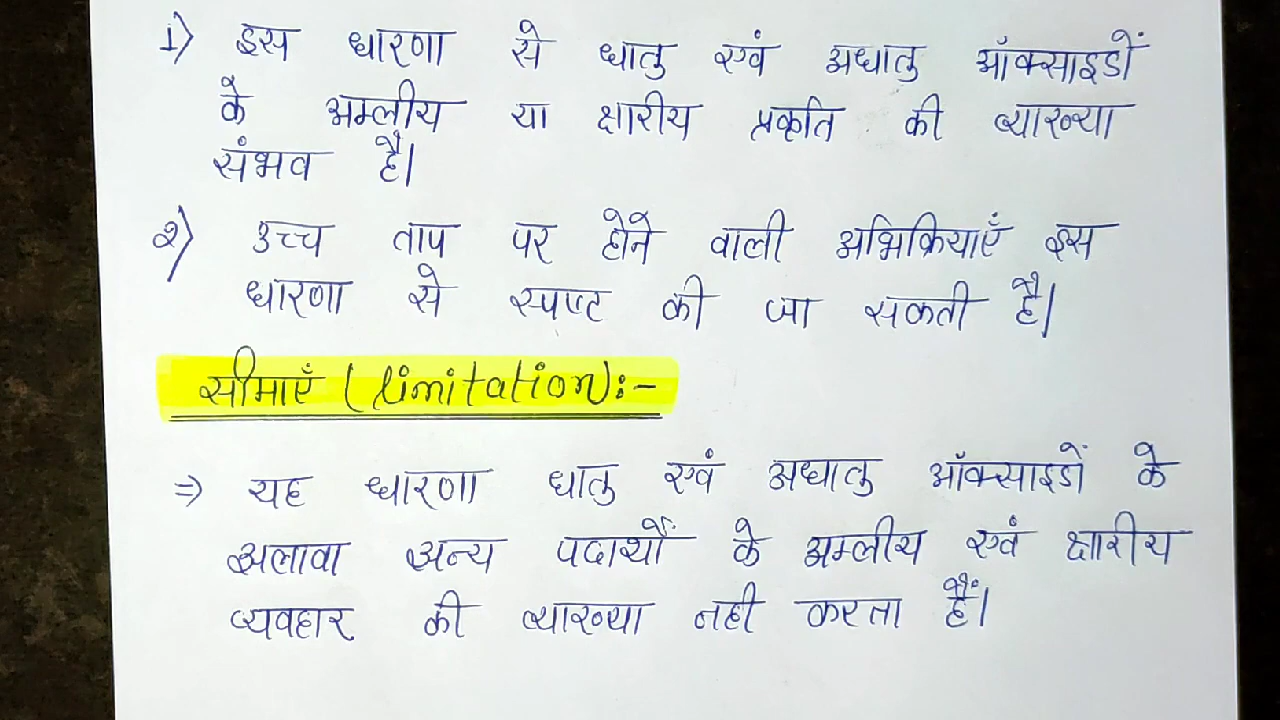 1) इस धारणा से धातु एवं अधातु ऑक्साइडों
के अम्लीय या क्षारीय प्रकृति की व्याख्या
संभव है।
२) उच्च ताप पर होने वाली अभिक्रियाएँ इस
धारणा से स्पष्ट की जा सकती है।
सीमाएँ (limitation):-
⇒ यह धारणा धातु एवं अधातु ऑक्साइडों के
अलावा अन्य पदार्थों के अम्लीय एवं क्षारीय
व्यवहार की व्याख्या नही करता हैं।